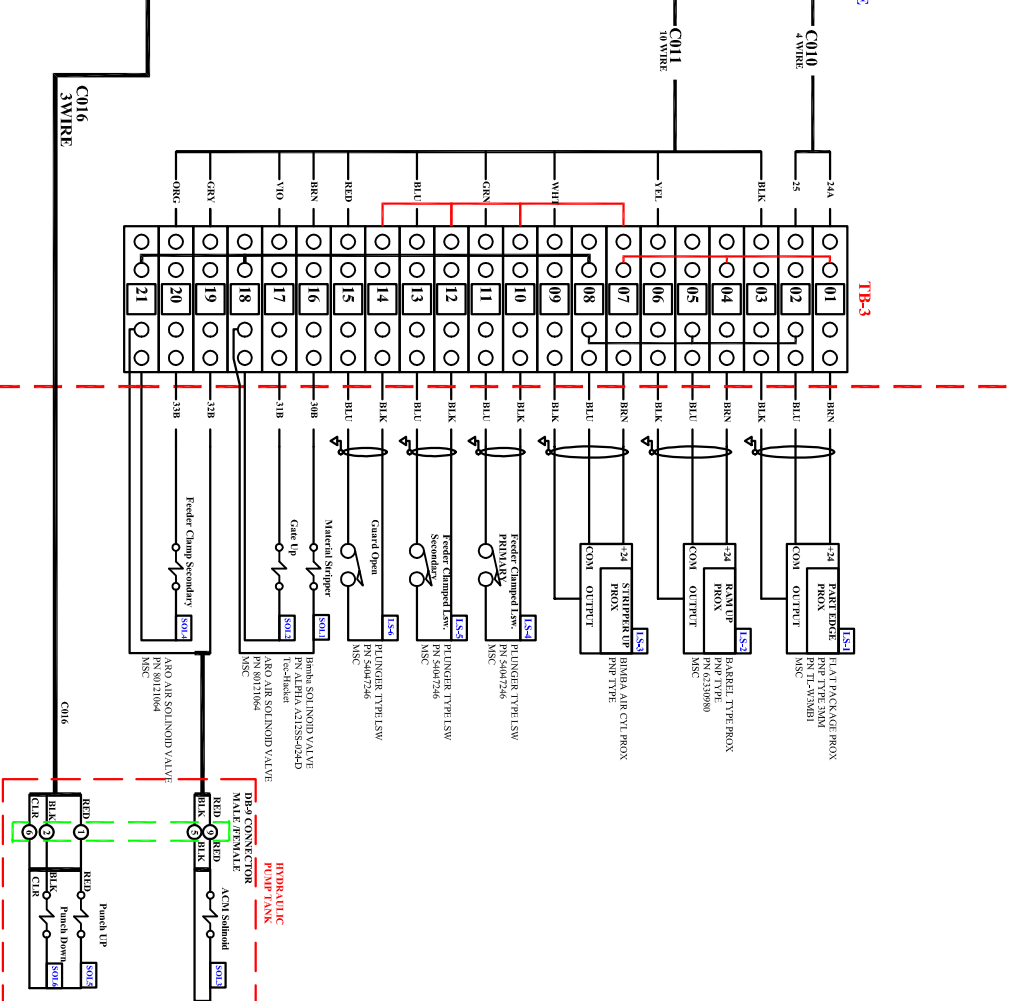 C011
10 WIRE
C010
4 WIRE
C016
3WIRE
ORG
GRY
VIO
BRN
RED
BLU
GRN
WHT
YEL
BLK
25
24A
TB-3
21
20
19
18
17
16
15
14
13
12
11
10
09
08
07
06
05
04
03
02
01
33B
32B
31B
30B
BLU
BLK
BLU
BLK
BLU
BLK
BLK
BLU
BRN
BLK
BLU
BRN
BLK
BLU
BRN
+24
PART EDGE
PROX
COM
OUTPUT
LS-1
FLAT PACKAGE PROX
PNP TYPE 3MM
PN TL-W3MB1
MSC
+24
RAM UP
PROX
COM
OUTPUT
LS-2
BARREL TYPE PROX
PNP TYPE
PN 62330980
MSC
+24
STRIPPER UP
PROX
COM
OUTPUT
LS-3
BIMBA AIR CYL PROX
PNP TYPE
Feeder Clamped Lsw.
PRIMARY
LS-4
PLUNGER TYPE LSW
PN 54047246
MSC
Feeder Clamped Lsw.
Secondary
LS-5
PLUNGER TYPE LSW
PN 54047246
MSC
Guard Open
LS-6
PLUNGER TYPE LSW
PN 54047246
MSC
Material Stripper
SOL1
Bimba SOLINOID VALVE
PN ALPHA A212SS-024-D
Tec-Hacket
Gate Up
SOL2
ARO AIR SOLINOID VALVE
PN 80121064
MSC
Feeder Clamp Secondary
SOL4
ARO AIR SOLINOID VALVE
PN 80121064
MSC
C016
DB-9 CONNECTOR
MALE /FEMALE
HYDRAULIC
PUMP TANK
RED
BLK
9
5
RED
BLK
ACM Solinoid
SOL3
RED
BLK
CLR
1
2
6
RED
BLK
CLR
Punch UP
SOL5
Punch Down
SOL6